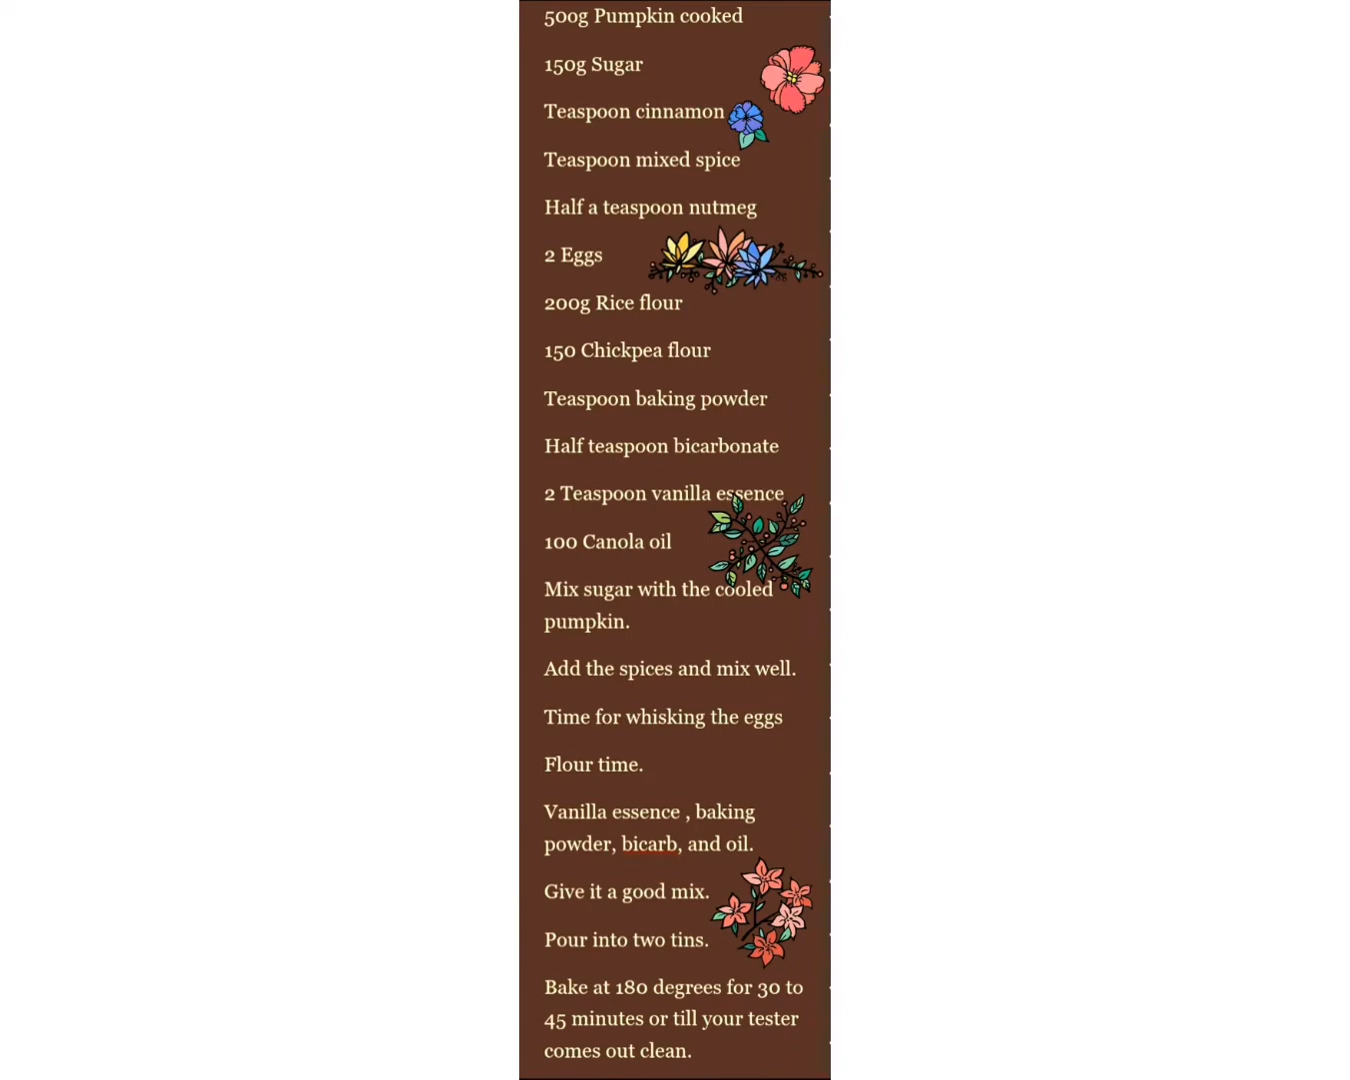 500g Pumpkin cooked
150g Sugar
Teaspoon cinnamon
Teaspoon mixed spice
Half a teaspoon nutmeg
2 Eggs
200g Rice flour
150 Chickpea flour
Teaspoon baking powder
Half teaspoon bicarbonate
2 Teaspoon vanilla essence
100 Canola oil
Mix sugar with the cooled
pumpkin.
Add the spices and mix well.
Time for whisking the eggs
Flour time.
Vanilla essence , baking
powder, bicarb, and oil.
Give it a good mix.
Pour into two tins.
Bake at 180 degrees for 30 to
45 minutes or till your tester
comes out clean.